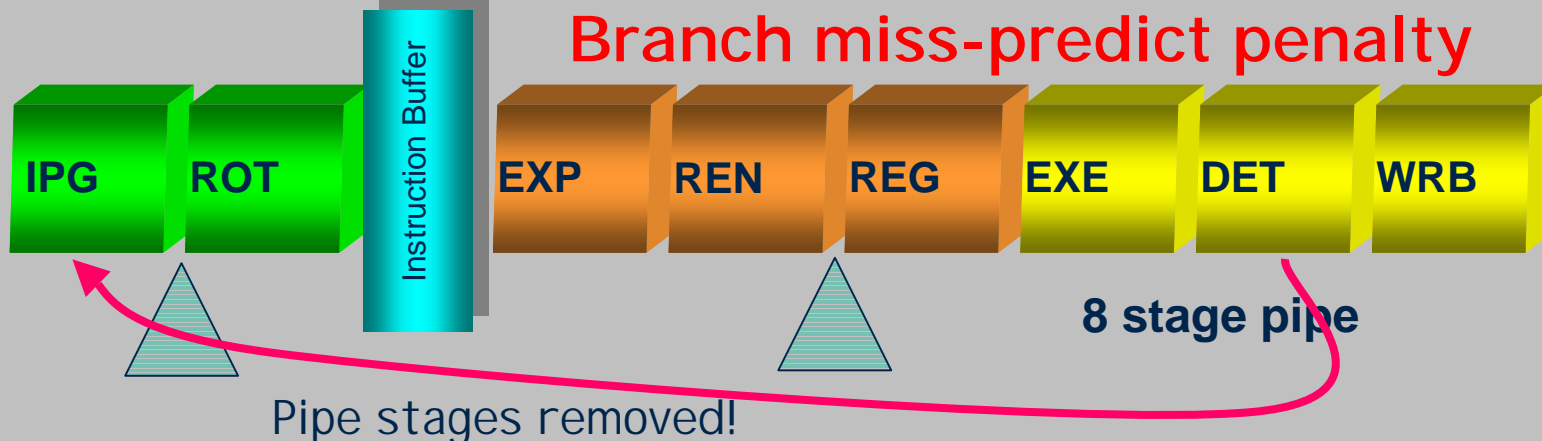 Branch miss-predict penalty
IPG
ROT
Instruction Buffer
EXP
REN
REG
EXE
DET
WRB
8 stage pipe
Pipe stages removed!